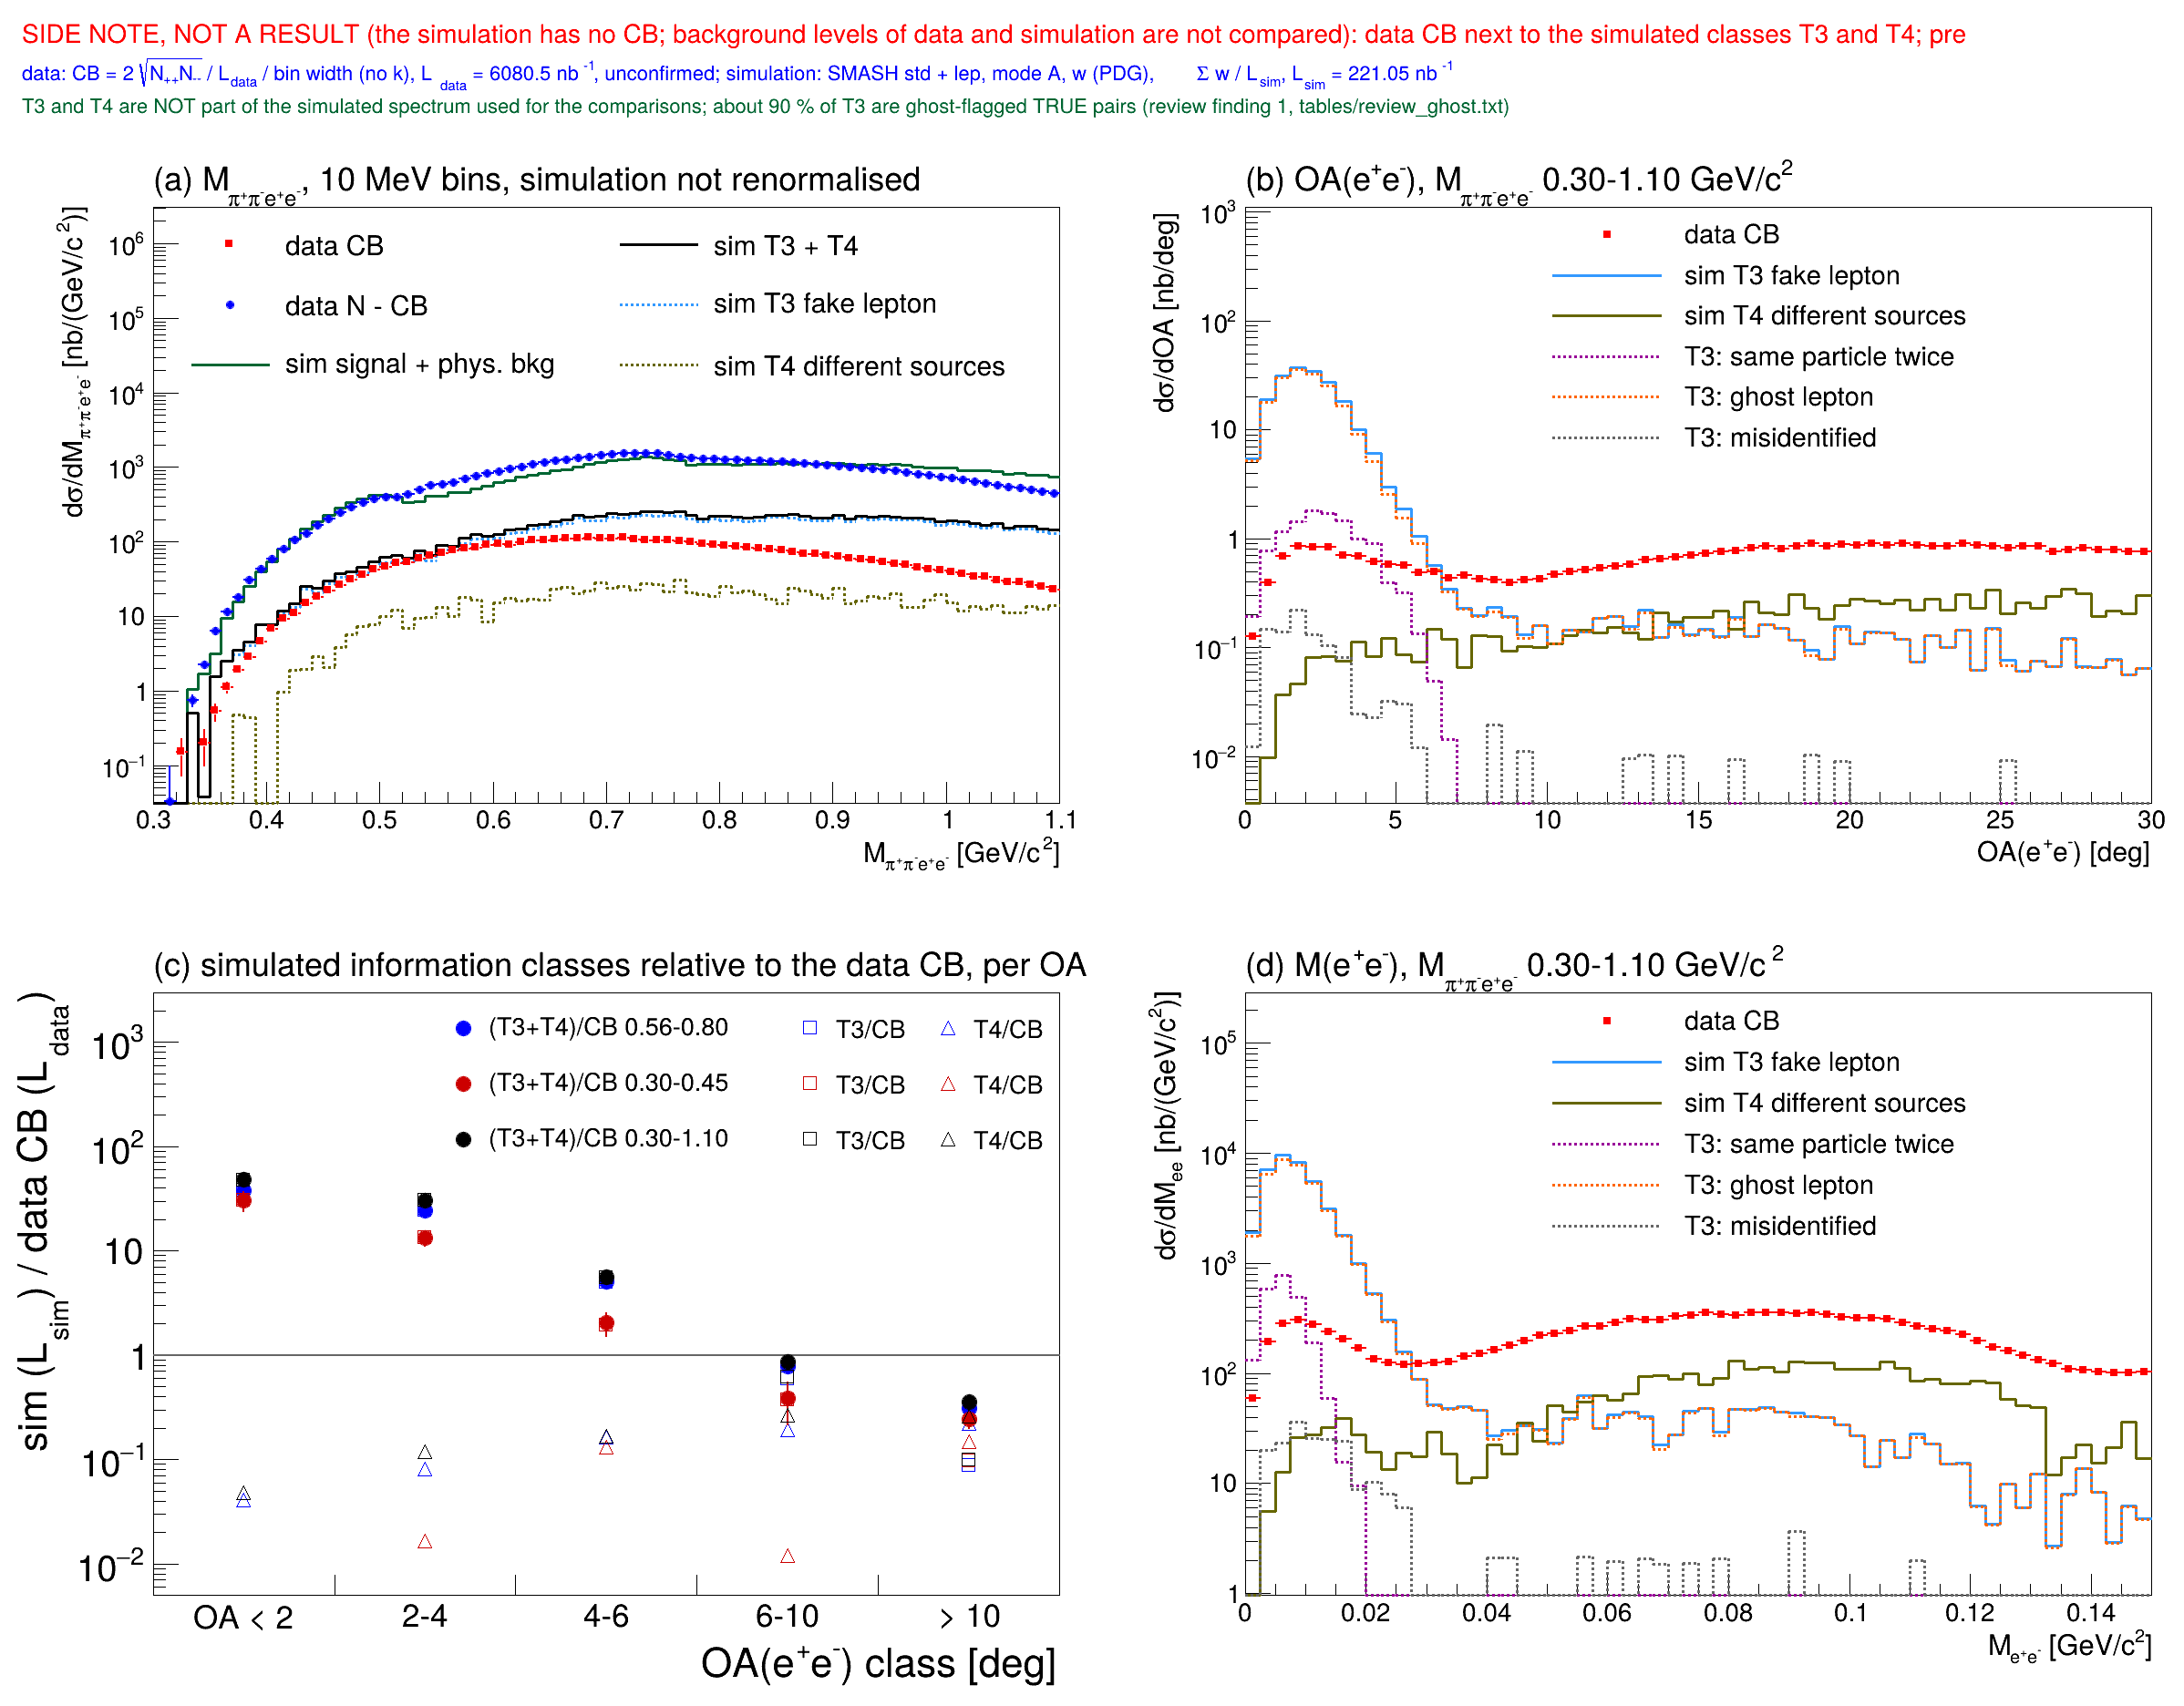 SIDE NOTE, NOT A RESULT (the simulation has no CB; background levels of data and simulation are not compared): data CB next to the simulated classes T3 and T4; pre
data: CB = 2 √N₊₊N₋₋ / L_data / bin width (no k), L_data = 6080.5 nb⁻¹, unconfirmed; simulation: SMASH std + lep, mode A, w (PDG), Σ w / L_sim, L_sim = 221.05 nb⁻¹
T3 and T4 are NOT part of the simulated spectrum used for the comparisons; about 90 % of T3 are ghost-flagged TRUE pairs (review finding 1, tables/review_ghost.txt)
(a) M_π⁺π⁻e⁺e⁻, 10 MeV bins, simulation not renormalised
dσ/dM_π⁺π⁻e⁺e⁻ [nb/(GeV/c²)]
data CB
data N - CB
sim signal + phys. bkg
sim T3 + T4
sim T3 fake lepton
sim T4 different sources
10⁶
10⁵
10⁴
10³
10²
10
1
10⁻¹
0.3 0.4 0.5 0.6 0.7 0.8 0.9 1 1.1
M_π⁺π⁻e⁺e⁻ [GeV/c²]
(b) OA(e⁺e⁻), M_π⁺π⁻e⁺e⁻ 0.30-1.10 GeV/c²
dσ/dOA [nb/deg]
data CB
sim T3 fake lepton
sim T4 different sources
T3: same particle twice
T3: ghost lepton
T3: misidentified
10³
10²
10
1
10⁻¹
10⁻²
0 5 10 15 20 25 30
OA(e⁺e⁻) [deg]
(c) simulated information classes relative to the data CB, per OA
sim (L_sim) / data CB (L_data)
(T3+T4)/CB 0.56-0.80 T3/CB T4/CB
(T3+T4)/CB 0.30-0.45 T3/CB T4/CB
(T3+T4)/CB 0.30-1.10 T3/CB T4/CB
10³
10²
10
1
10⁻¹
10⁻²
OA < 2 2-4 4-6 6-10 > 10
OA(e⁺e⁻) class [deg]
(d) M(e⁺e⁻), M_π⁺π⁻e⁺e⁻ 0.30-1.10 GeV/c²
dσ/dM_ee [nb/(GeV/c²)]
data CB
sim T3 fake lepton
sim T4 different sources
T3: same particle twice
T3: ghost lepton
T3: misidentified
10⁵
10⁴
10³
10²
10
1
0 0.02 0.04 0.06 0.08 0.1 0.12 0.14
M_e⁺e⁻ [GeV/c²]